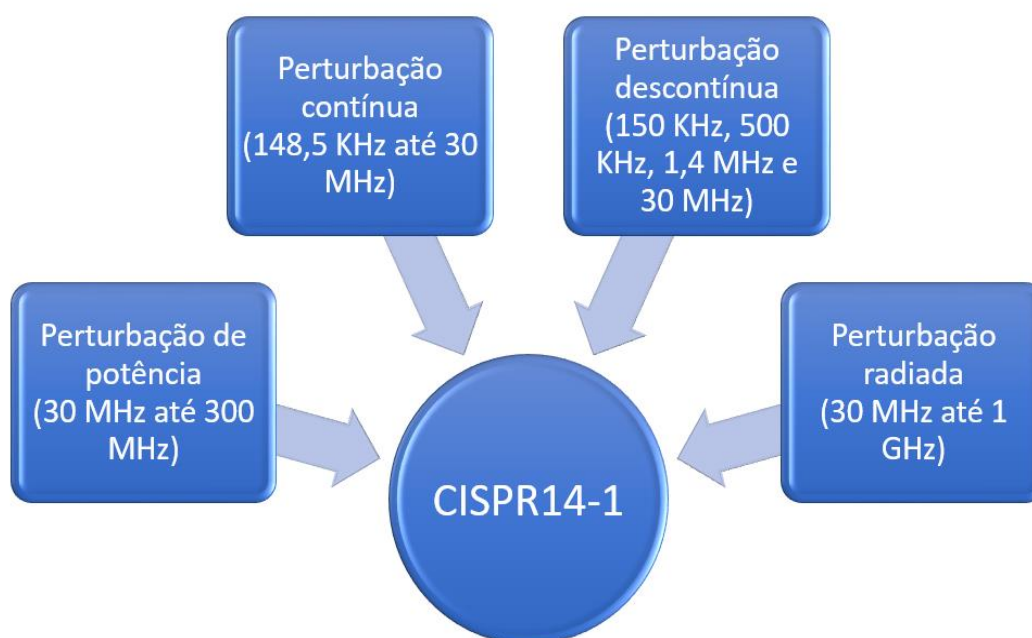 Perturbação
contínua
(148,5 KHz até 30
MHz)
Perturbação
descontínua
(150 KHz, 500
KHz, 1,4 MHz e
30 MHz)
Perturbação de
potência
(30 MHz até 300
MHz)
Perturbação
radiada
(30 MHz até 1
GHz)
CISPR14-1